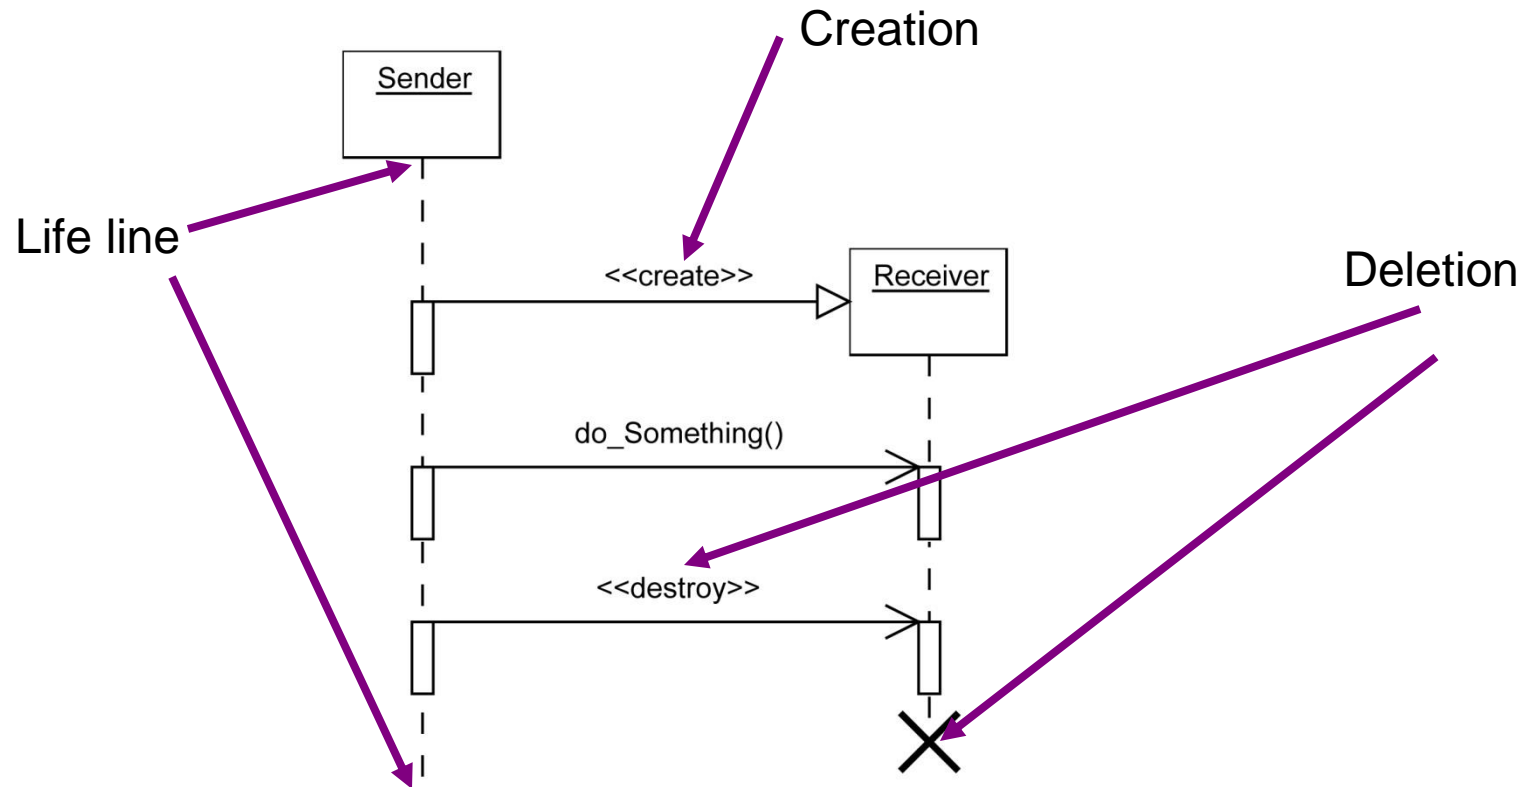 Creation
Sender
Life line
<<create>>
Receiver
Deletion
do_Something()
<<destroy>>